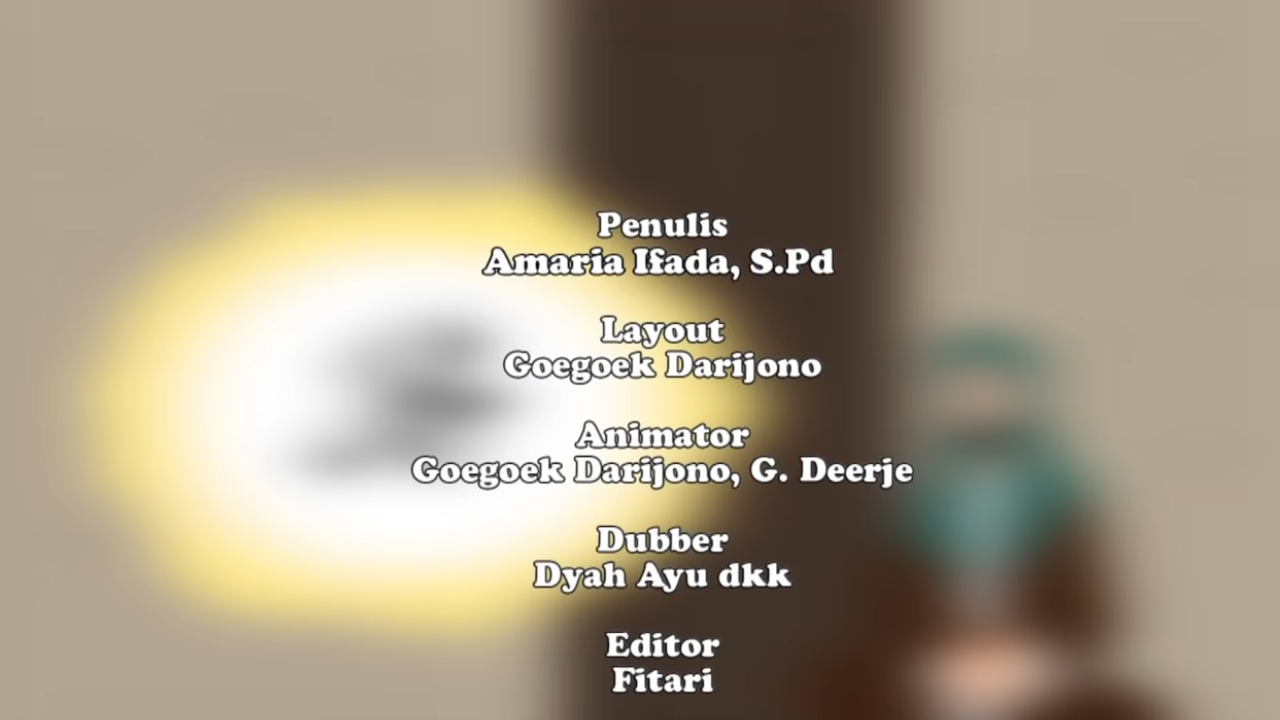 Penulis
Amaria Ifada, S.Pd
Layout
Goegoek Darijono
Animator
Goegoek Darijono, G. Deerje
Dubber
Dyah Ayu dkk
Editor
Fitari